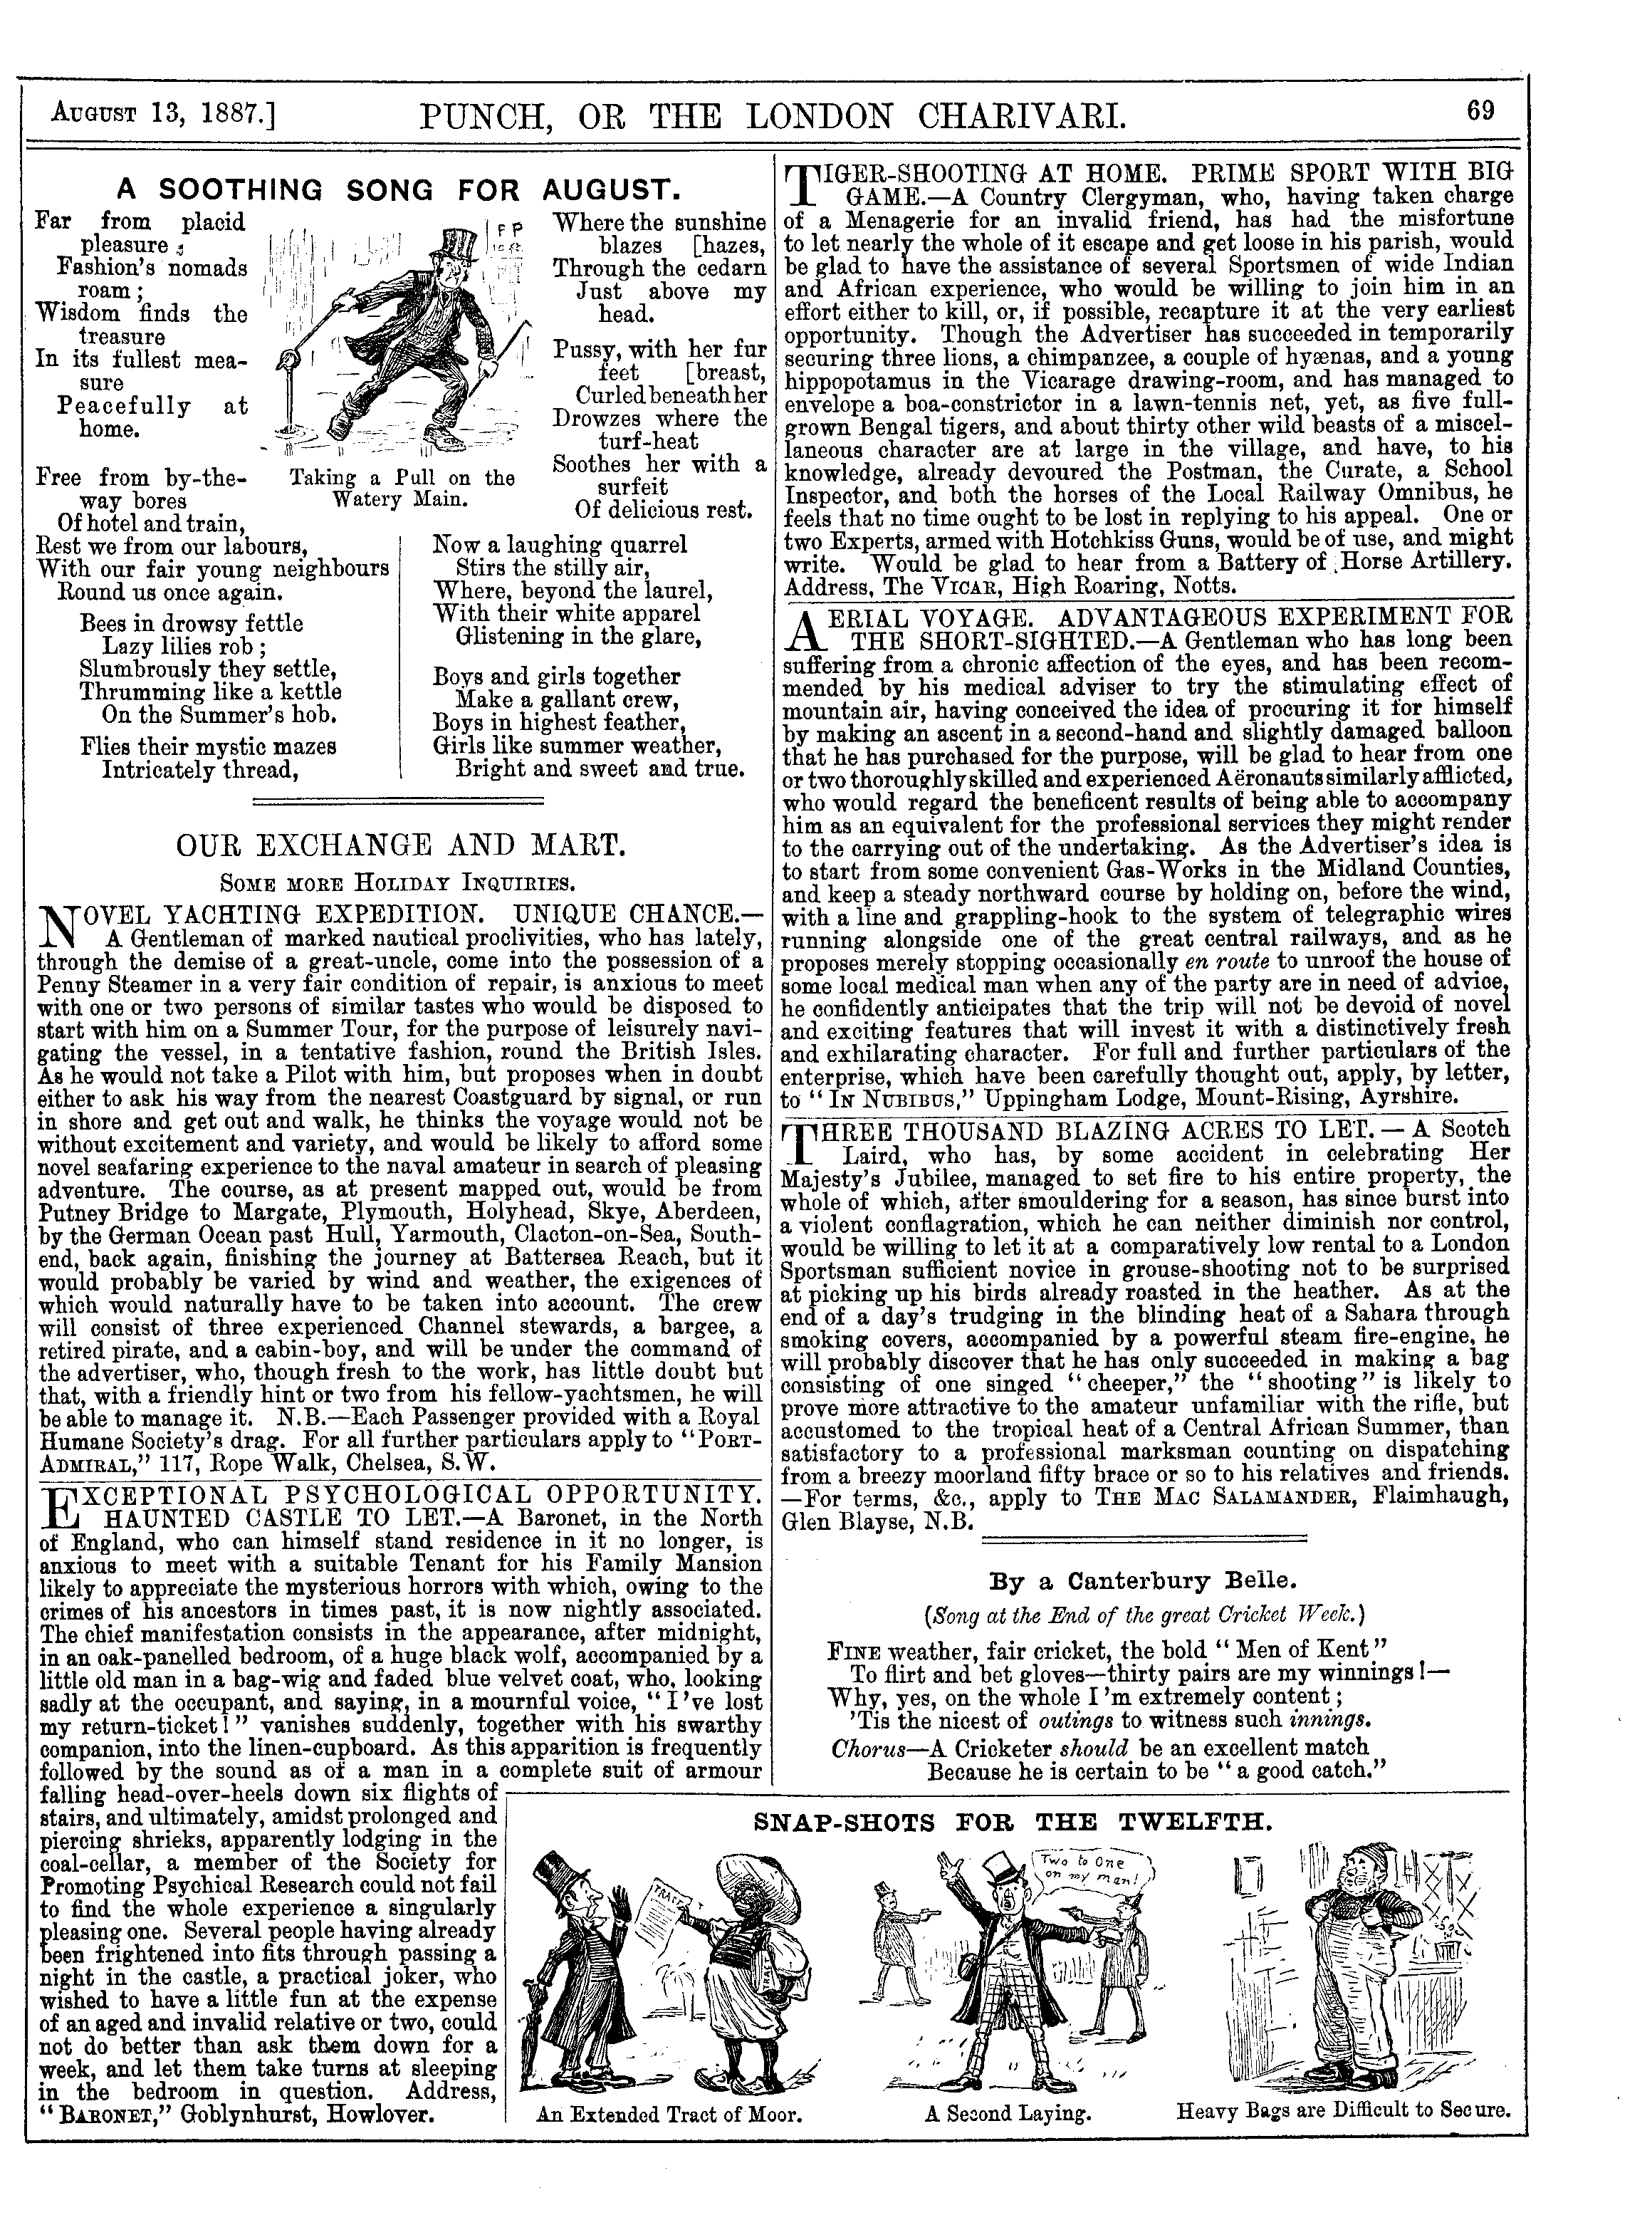 AUGUST 13, 1887.] PUNCH, OR THE LONDON CHARIVARI. 69
A SOOTHING SONG FOR AUGUST.
Far from placid
pleasure ;
Fashion's nomads
roam ;
Wisdom finds the
treasure
In its fullest mea-
sure
Peacefully at
home.
Free from by-the-
way bores
Of hotel and train,
Rest we from our labours,
With our fair young neighbours
Round us once again.
Bees in drowsy fettle
Lazy lilies rob ;
Slumbrously they settle,
Thrumming like a kettle
On the Summer's hob.
Flies their mystic mazes
Intricately thread,
F P
10 ct.
Taking a Pull on the
Watery Main.
Where the sunshine
blazes [hazes,
Through the cedarn
Just above my
head.
Pussy, with her fur
feet [breast,
Curled beneath her
Drowzes where the
turf-heat
Soothes her with a
surfeit
Of delicious rest.
Now a laughing quarrel
Stirs the stilly air,
Where, beyond the laurel,
With their white apparel
Glistening in the glare,
Boys and girls together
Make a gallant crew,
Boys in highest feather,
Girls like summer weather,
Bright and sweet and true.
OUR EXCHANGE AND MART.
SOME MORE HOLIDAY INQUIRIES.
NOVEL YACHTING EXPEDITION. UNIQUE CHANCE.—
A Gentleman of marked nautical proclivities, who has lately,
through the demise of a great-uncle, come into the possession of a
Penny Steamer in a very fair condition of repair, is anxious to meet
with one or two persons of similar tastes who would be disposed to
start with him on a Summer Tour, for the purpose of leisurely navi-
gating the vessel, in a tentative fashion, round the British Isles.
As he would not take a Pilot with him, but proposes when in doubt
either to ask his way from the nearest Coastguard by signal, or run
in shore and get out and walk, he thinks the voyage would not be
without excitement and variety, and would be likely to afford some
novel seafaring experience to the naval amateur in search of pleasing
adventure. The course, as at present mapped out, would be from
Putney Bridge to Margate, Plymouth, Holyhead, Skye, Aberdeen,
by the German Ocean past Hull, Yarmouth, Clacton-on-Sea, South-
end, back again, finishing the journey at Battersea Reach, but it
would probably be varied by wind and weather, the exigences of
which would naturally have to be taken into account. The crew
will consist of three experienced Channel stewards, a bargee, a
retired pirate, and a cabin-boy, and will be under the command of
the advertiser, who, though fresh to the work, has little doubt but
that, with a friendly hint or two from his fellow-yachtsmen, he will
be able to manage it. N.B.—Each Passenger provided with a Royal
Humane Society's drag. For all further particulars apply to "PORT-
ADMIRAL," 117, Rope Walk, Chelsea, S.W.
EXCEPTIONAL PSYCHOLOGICAL OPPORTUNITY.
HAUNTED CASTLE TO LET.—A Baronet, in the North
of England, who can himself stand residence in it no longer, is
anxious to meet with a suitable Tenant for his Family Mansion
likely to appreciate the mysterious horrors with which, owing to the
crimes of his ancestors in times past, it is now nightly associated.
The chief manifestation consists in the appearance, after midnight,
in an oak-panelled bedroom, of a huge black wolf, accompanied by a
little old man in a bag-wig and faded blue velvet coat, who, looking
sadly at the occupant, and saying, in a mournful voice, "I've lost
my return-ticket!" vanishes suddenly, together with his swarthy
companion, into the linen-cupboard. As this apparition is frequently
followed by the sound as of a man in a complete suit of armour
falling head-over-heels down six flights of
stairs, and ultimately, amidst prolonged and
piercing shrieks, apparently lodging in the
coal-cellar, a member of the Society for
Promoting Psychical Research could not fail
to find the whole experience a singularly
pleasing one. Several people having already
been frightened into fits through passing a
night in the castle, a practical joker, who
wished to have a little fun at the expense
of an aged and invalid relative or two, could
not do better than ask them down for a
week, and let them take turns at sleeping
in the bedroom in question. Address,
"BARONET," Goblynhurst, Howlover.
TIGER-SHOOTING AT HOME. PRIME SPORT WITH BIG
GAME.—A Country Clergyman, who, having taken charge
of a Menagerie for an invalid friend, has had the misfortune
to let nearly the whole of it escape and get loose in his parish, would
be glad to have the assistance of several Sportsmen of wide Indian
and African experience, who would be willing to join him in an
effort either to kill, or, if possible, recapture it at the very earliest
opportunity. Though the Advertiser has succeeded in temporarily
securing three lions, a chimpanzee, a couple of hyænas, and a young
hippopotamus in the Vicarage drawing-room, and has managed to
envelope a boa-constrictor in a lawn-tennis net, yet, as five full-
grown Bengal tigers, and about thirty other wild beasts of a miscel-
laneous character are at large in the village, and have, to his
knowledge, already devoured the Postman, the Curate, a School
Inspector, and both the horses of the Local Railway Omnibus, he
feels that no time ought to be lost in replying to his appeal. One or
two Experts, armed with Hotchkiss Guns, would be of use, and might
write. Would be glad to hear from a Battery of Horse Artillery.
Address, The VICAR, High Roaring, Notts.
AERIAL VOYAGE. ADVANTAGEOUS EXPERIMENT FOR
THE SHORT-SIGHTED.—A Gentleman who has long been
suffering from a chronic affection of the eyes, and has been recom-
mended by his medical adviser to try the stimulating effect of
mountain air, having conceived the idea of procuring it for himself
by making an ascent in a second-hand and slightly damaged balloon
that he has purchased for the purpose, will be glad to hear from one
or two thoroughly skilled and experienced Aëronauts similarly afflicted,
who would regard the beneficent results of being able to accompany
him as an equivalent for the professional services they might render
to the carrying out of the undertaking. As the Advertiser's idea is
to start from some convenient Gas-Works in the Midland Counties,
and keep a steady northward course by holding on, before the wind,
with a line and grappling-hook to the system of telegraphic wires
running alongside one of the great central railways, and as he
proposes merely stopping occasionally en route to unroof the house of
some local medical man when any of the party are in need of advice,
he confidently anticipates that the trip will not be devoid of novel
and exciting features that will invest it with a distinctively fresh
and exhilarating character. For full and further particulars of the
enterprise, which have been carefully thought out, apply, by letter,
to "IN NUBIBUS," Uppingham Lodge, Mount-Rising, Ayrshire.
THREE THOUSAND BLAZING ACRES TO LET.—A Scotch
Laird, who has, by some accident in celebrating Her
Majesty's Jubilee, managed to set fire to his entire property, the
whole of which, after smouldering for a season, has since burst into
a violent conflagration, which he can neither diminish nor control,
would be willing to let it at a comparatively low rental to a London
Sportsman sufficient novice in grouse-shooting not to be surprised
at picking up his birds already roasted in the heather. As at the
end of a day's trudging in the blinding heat of a Sahara through
smoking covers, accompanied by a powerful steam fire-engine, he
will probably discover that he has only succeeded in making a bag
consisting of one singed "cheeper," the "shooting" is likely to
prove more attractive to the amateur unfamiliar with the rifle, but
accustomed to the tropical heat of a Central African Summer, than
satisfactory to a professional marksman counting on dispatching
from a breezy moorland fifty brace or so to his relatives and friends.
—For terms, &c., apply to THE MAC SALAMANDER, Flaimhaugh,
Glen Blayse, N.B.
By a Canterbury Belle.
(Song at the End of the great Cricket Week.)
FINE weather, fair cricket, the bold "Men of Kent"
To flirt and bet gloves—thirty pairs are my winnings!—
Why, yes, on the whole I'm extremely content ;
'Tis the nicest of outings to witness such innings.
Chorus—A Cricketer should be an excellent match
Because he is certain to be "a good catch."
SNAP-SHOTS FOR THE TWELFTH.
TRACT
TRACT
Two to One
on my man!
An Extended Tract of Moor.
A Second Laying.
Heavy Bags are Difficult to Secure.